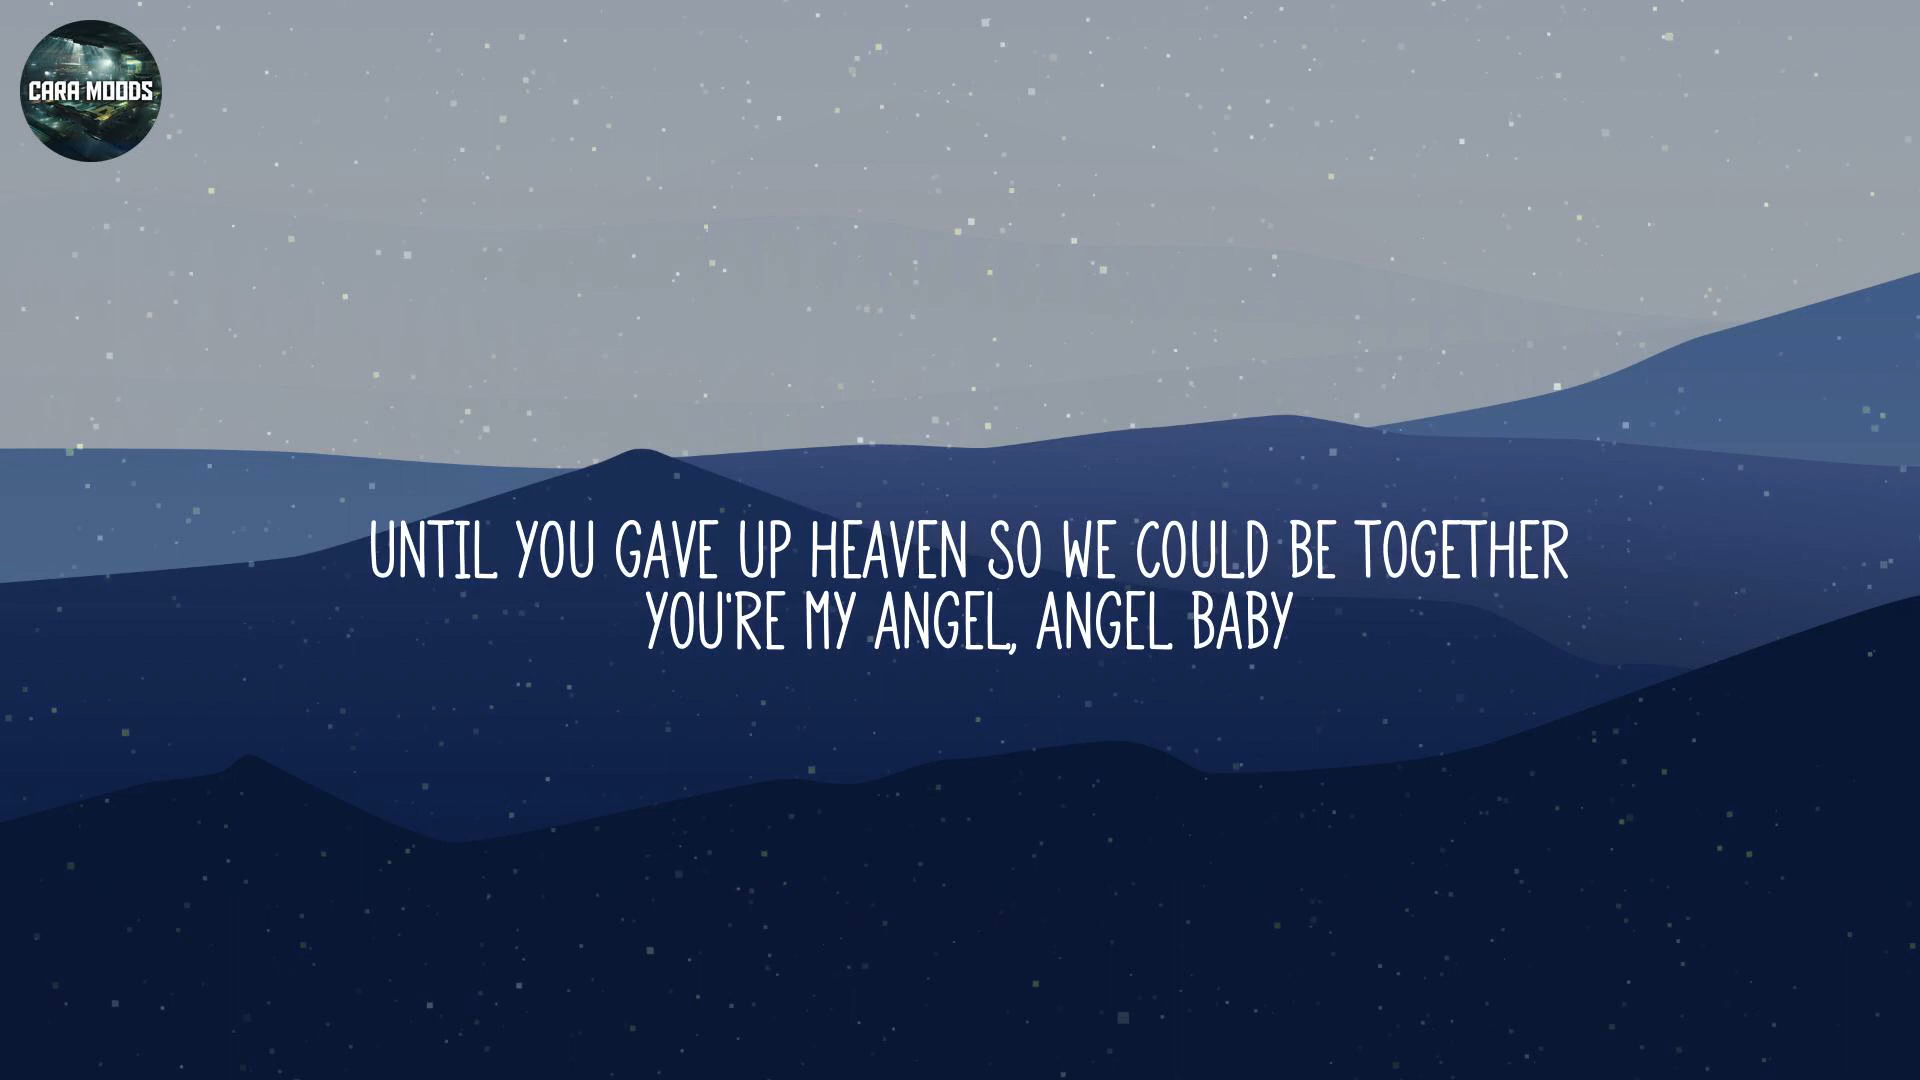 CARA MOODS
UNTIL YOU GAVE UP HEAVEN SO WE COULD BE TOGETHER
YOU'RE MY ANGEL, ANGEL BABY